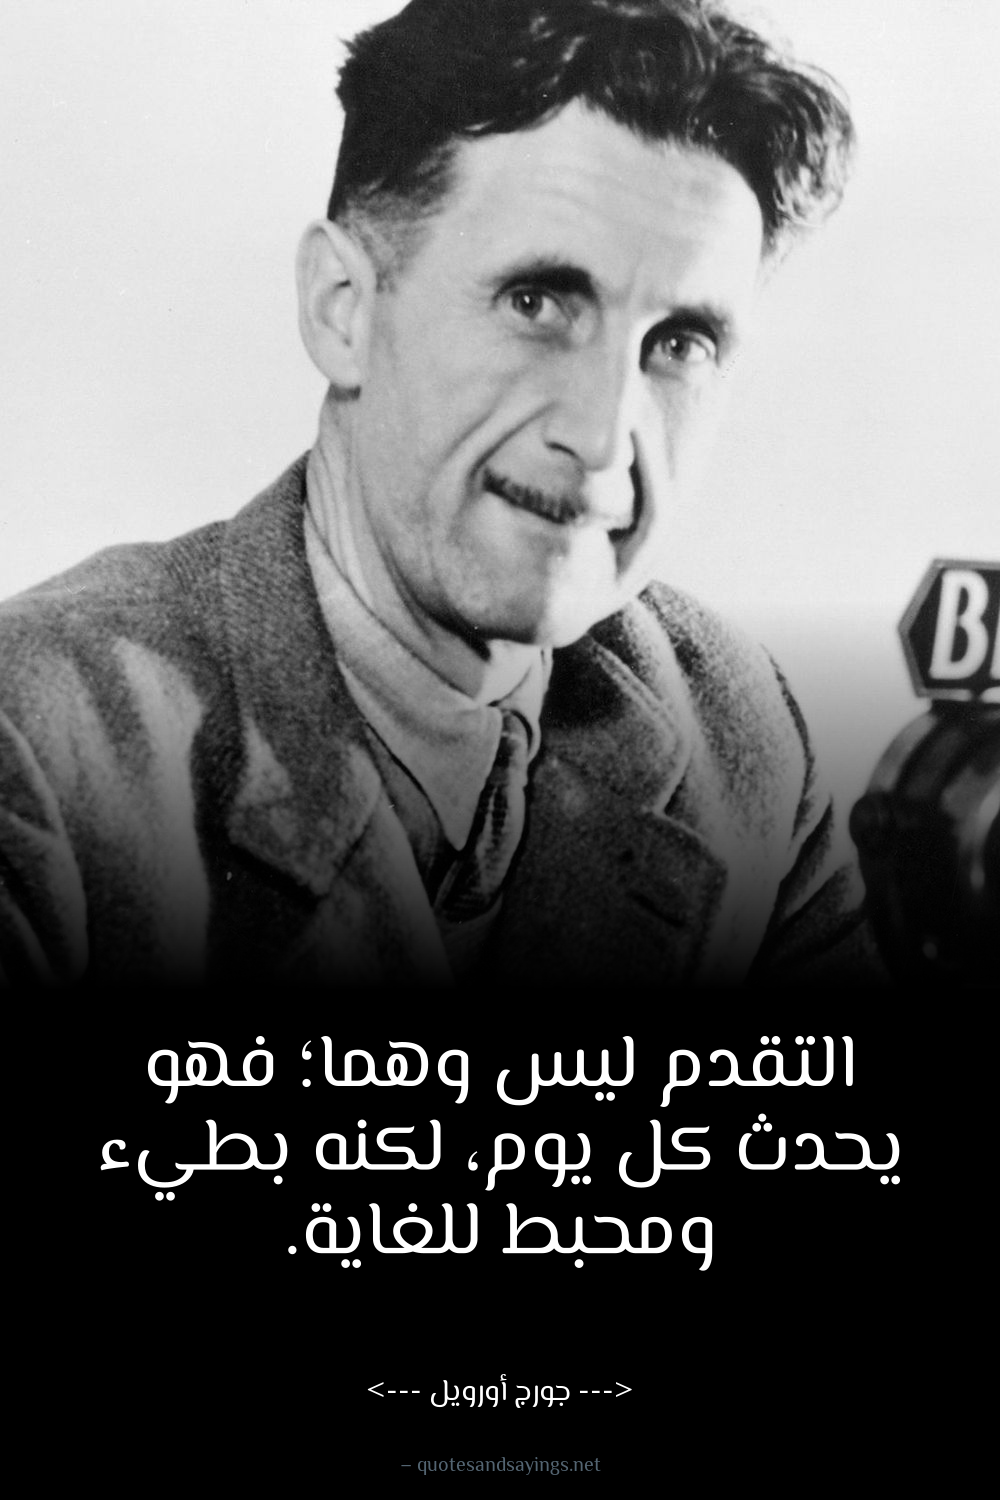 B
التقدم ليس وهما؛ فهو
يحدث كل يوم، لكنه بطيء
ومحبط للغاية.
<--- جورج أورويل --->
– quotesandsayings.net